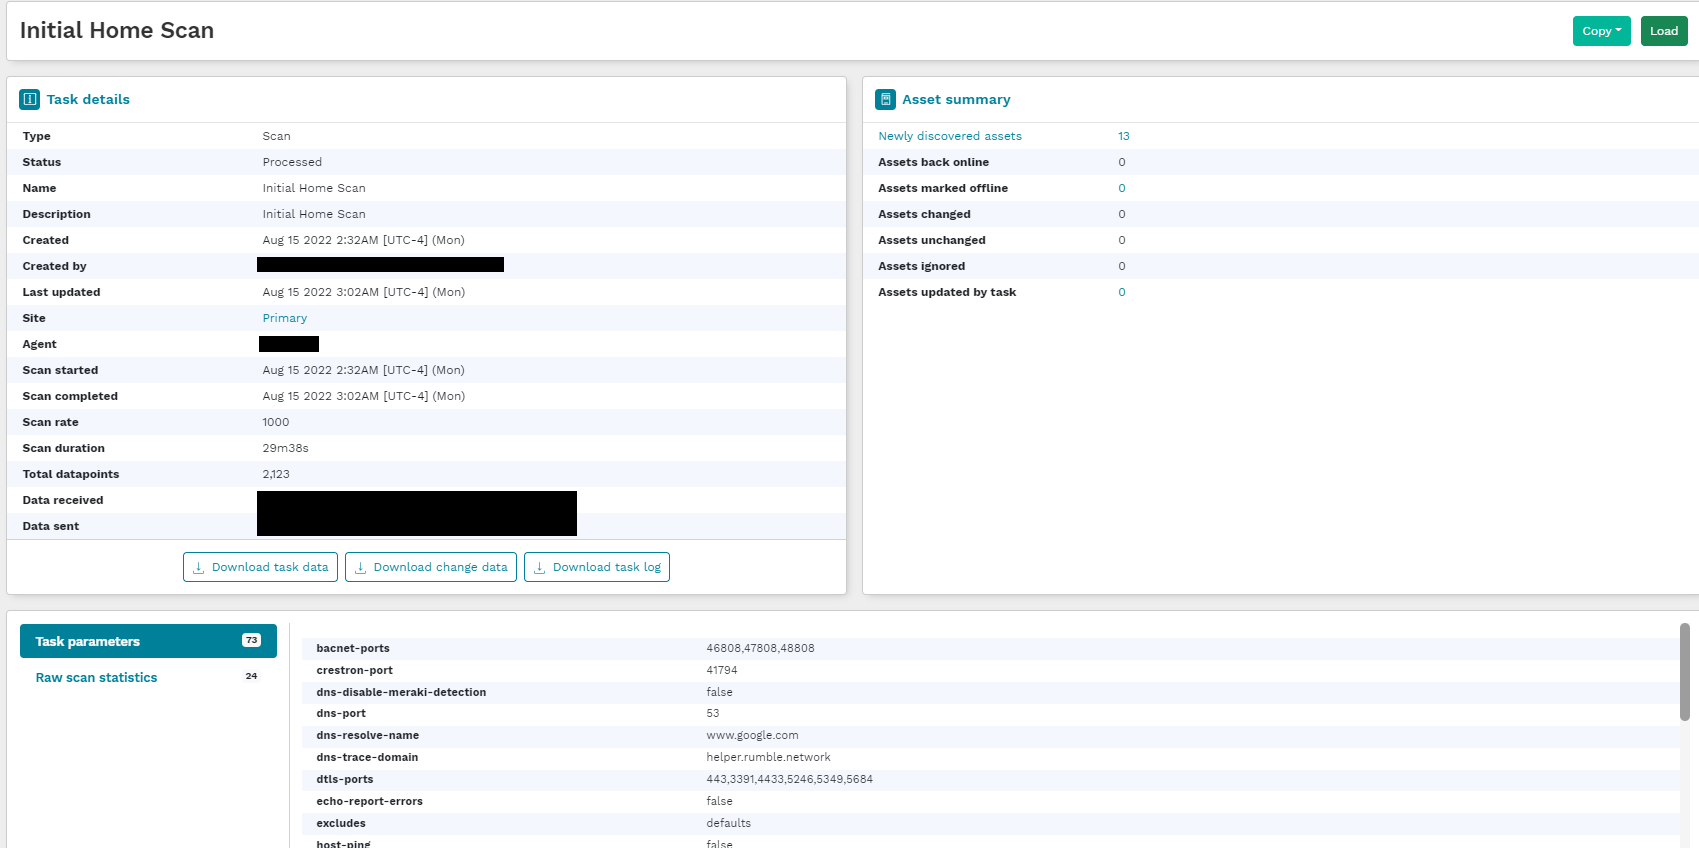 Initial Home Scan
Copy
Load
Task details
Type Scan
Status Processed
Name Initial Home Scan
Description Initial Home Scan
Created Aug 15 2022 2:32AM [UTC-4] (Mon)
Created by
Last updated Aug 15 2022 3:02AM [UTC-4] (Mon)
Site Primary
Agent
Scan started Aug 15 2022 2:32AM [UTC-4] (Mon)
Scan completed Aug 15 2022 3:02AM [UTC-4] (Mon)
Scan rate 1000
Scan duration 29m38s
Total datapoints 2,123
Data received
Data sent
Download task data
Download change data
Download task log
Asset summary
Newly discovered assets 13
Assets back online 0
Assets marked offline 0
Assets changed 0
Assets unchanged 0
Assets ignored 0
Assets updated by task 0
Task parameters 73
Raw scan statistics 24
bacnet-ports 46808,47808,48808
crestron-port 41794
dns-disable-meraki-detection false
dns-port 53
dns-resolve-name www.google.com
dns-trace-domain helper.rumble.network
dtls-ports 443,3391,4433,5246,5349,5684
echo-report-errors false
excludes defaults
host-ping false